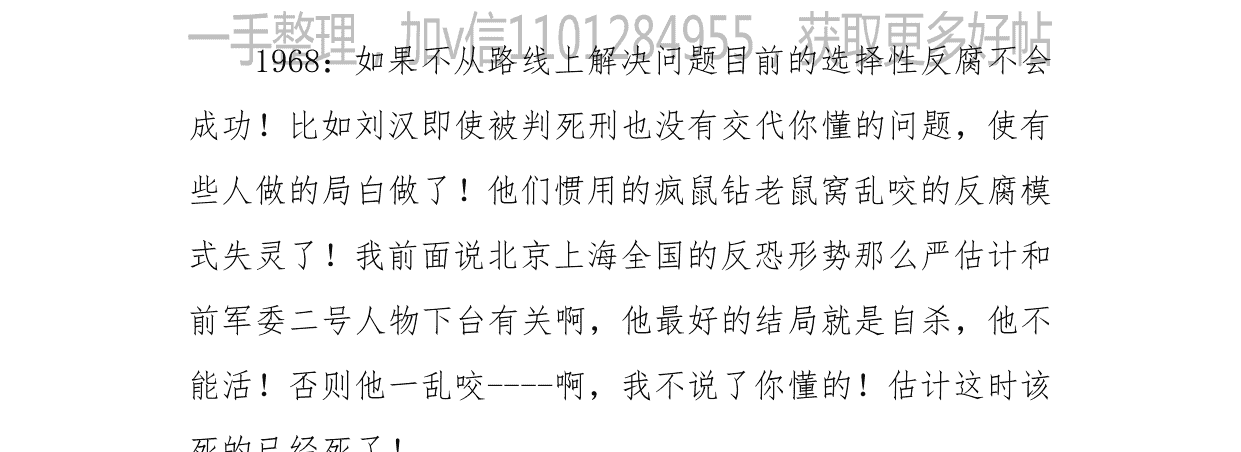 一手整理，加v信1101284955，获取更多好帖
1968：如果不从路线上解决问题目前的选择性反腐不会
成功！比如刘汉即使被判死刑也没有交代你懂的问题，使有
些人做的局白做了！他们惯用的疯鼠钻老鼠窝乱咬的反腐模
式失灵了！我前面说北京上海全国的反恐形势那么严估计和
前军委二号人物下台有关啊，他最好的结局就是自杀，他不
能活！否则他一乱咬----啊，我不说了你懂的！估计这时该
死的已经死了！